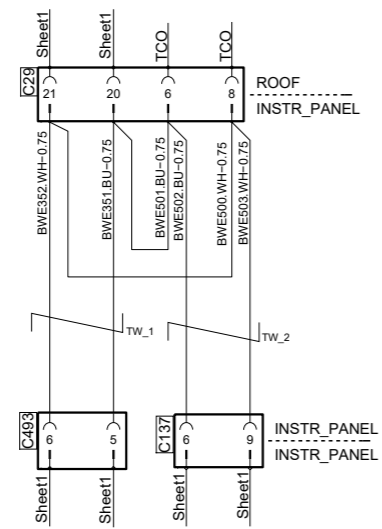 Sheet1
Sheet1
TCO
TCO
C29
21
20
6
8
ROOF
INSTR_PANEL
BWE352.WH-0.75
BWE351.BU-0.75
BWE501.BU-0.75
BWE502.BU-0.75
BWE500.WH-0.75
BWE503.WH-0.75
TW_1
TW_2
C493
6
5
C137
6
9
INSTR_PANEL
INSTR_PANEL
Sheet1
Sheet1
Sheet1
Sheet1